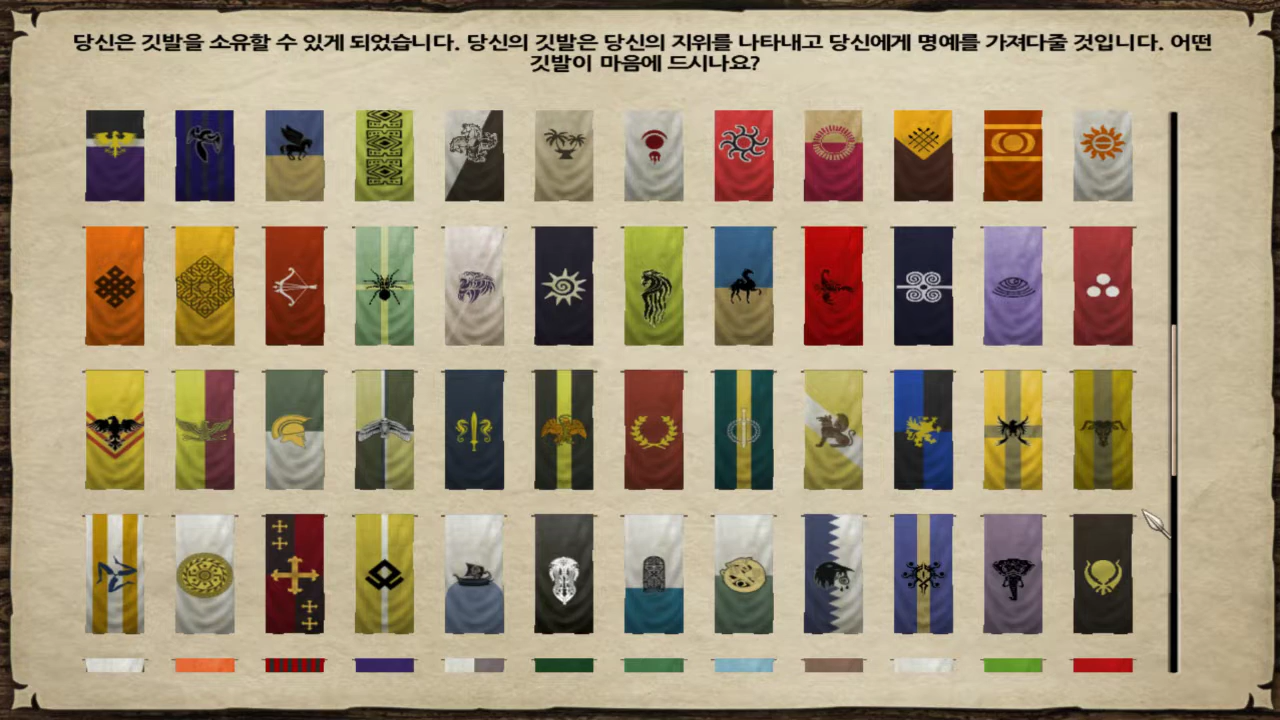 당신은 깃발을 소유할 수 있게 되었습니다. 당신의 깃발은 당신의 지위를 나타내고 당신에게 명예를 가져다줄 것입니다. 어떤
깃발이 마음에 드시나요?